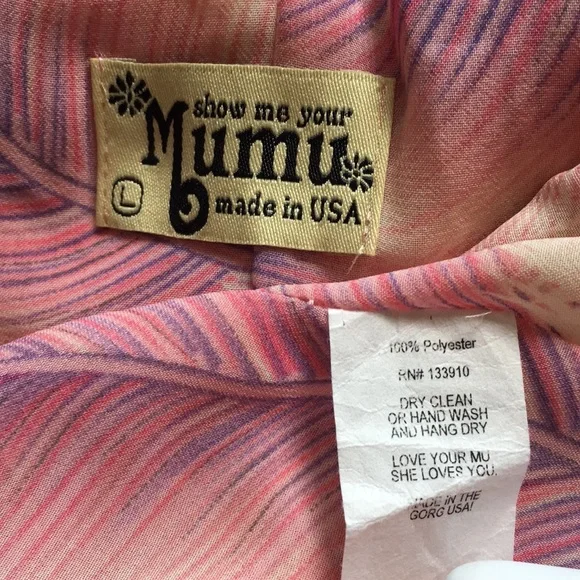 show me your
Mumu
L made in USA
100% Polyester
RN# 133910
DRY CLEAN
OR HAND WASH
AND HANG DRY
LOVE YOUR MU
SHE LOVES YOU.
MADE IN THE
GORG USA!